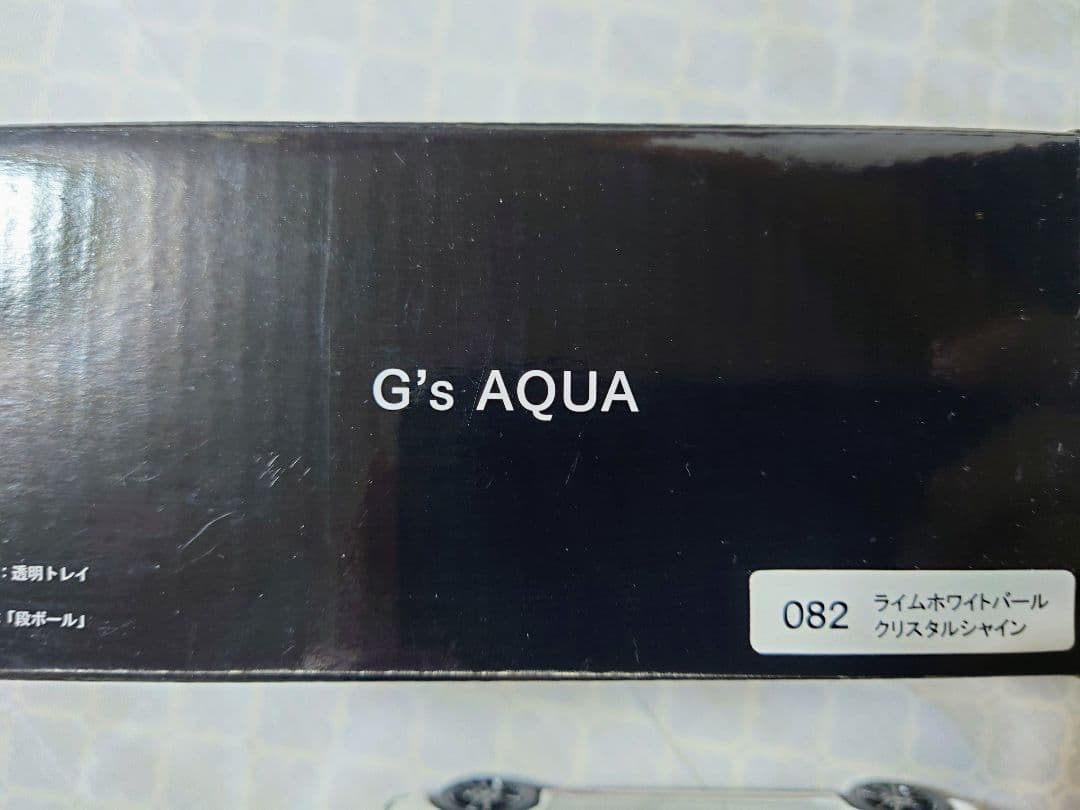 G's AQUA
：透明トレイ
：「段ボール」
082
ライムホワイトパール
クリスタルシャイン